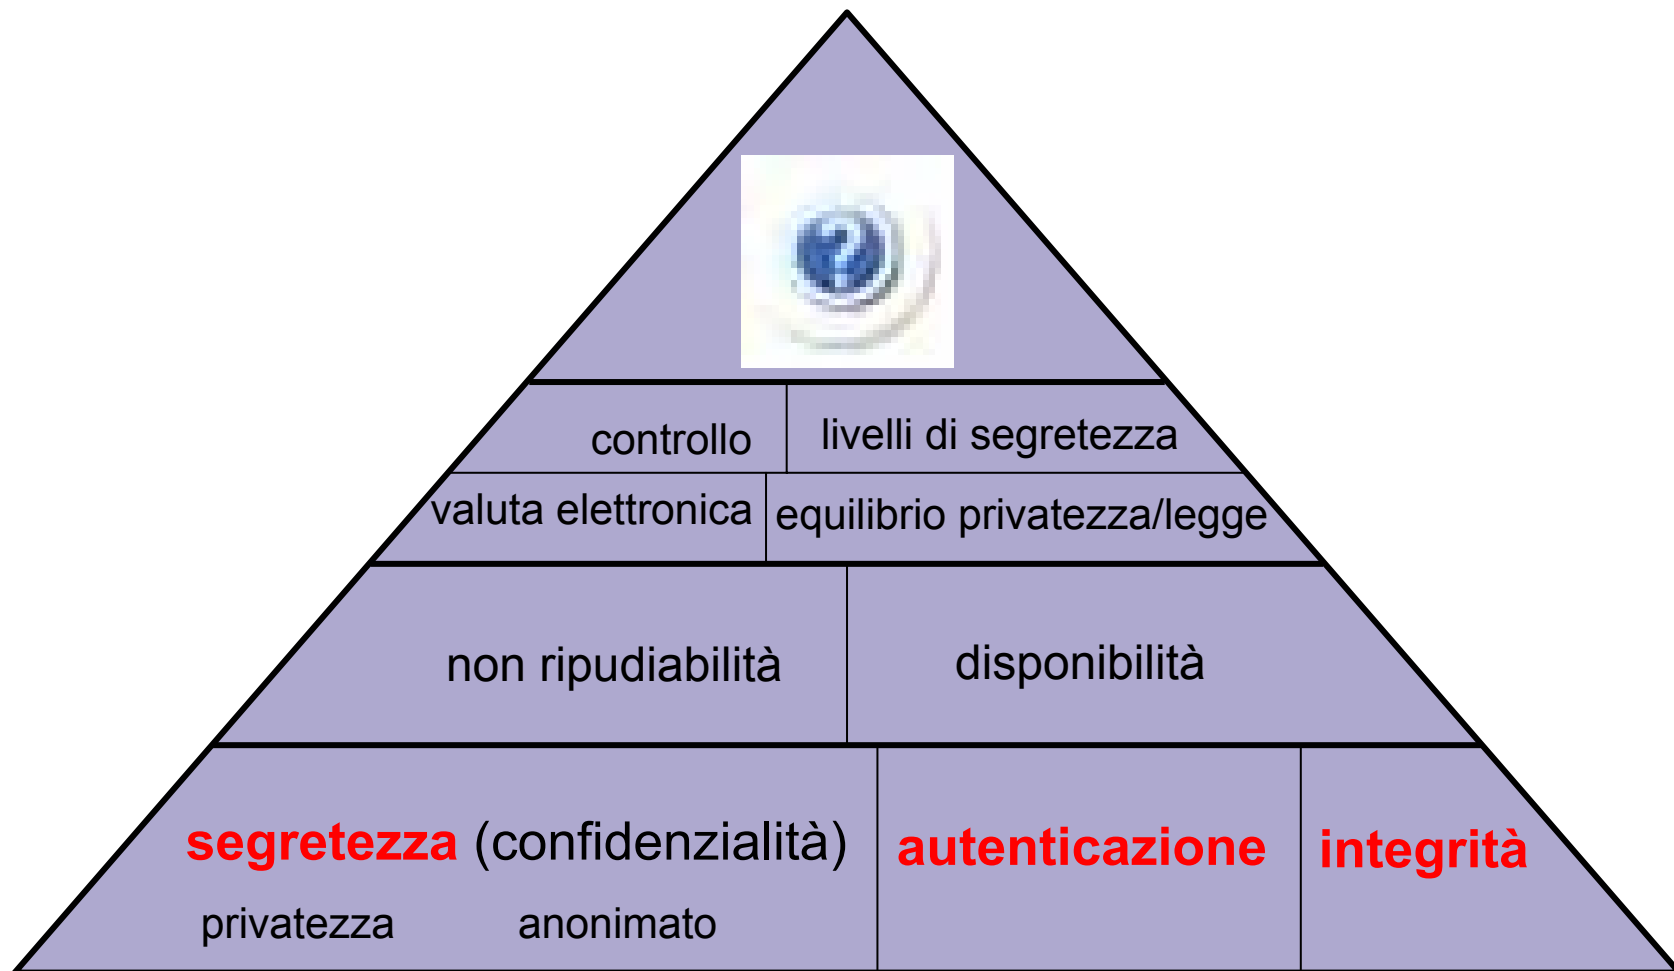 ?
controllo
livelli di segretezza
valuta elettronica
equilibrio privatezza/legge
non ripudiabilità
disponibilità
segretezza (confidenzialità)
autenticazione
integrità
privatezza
anonimato